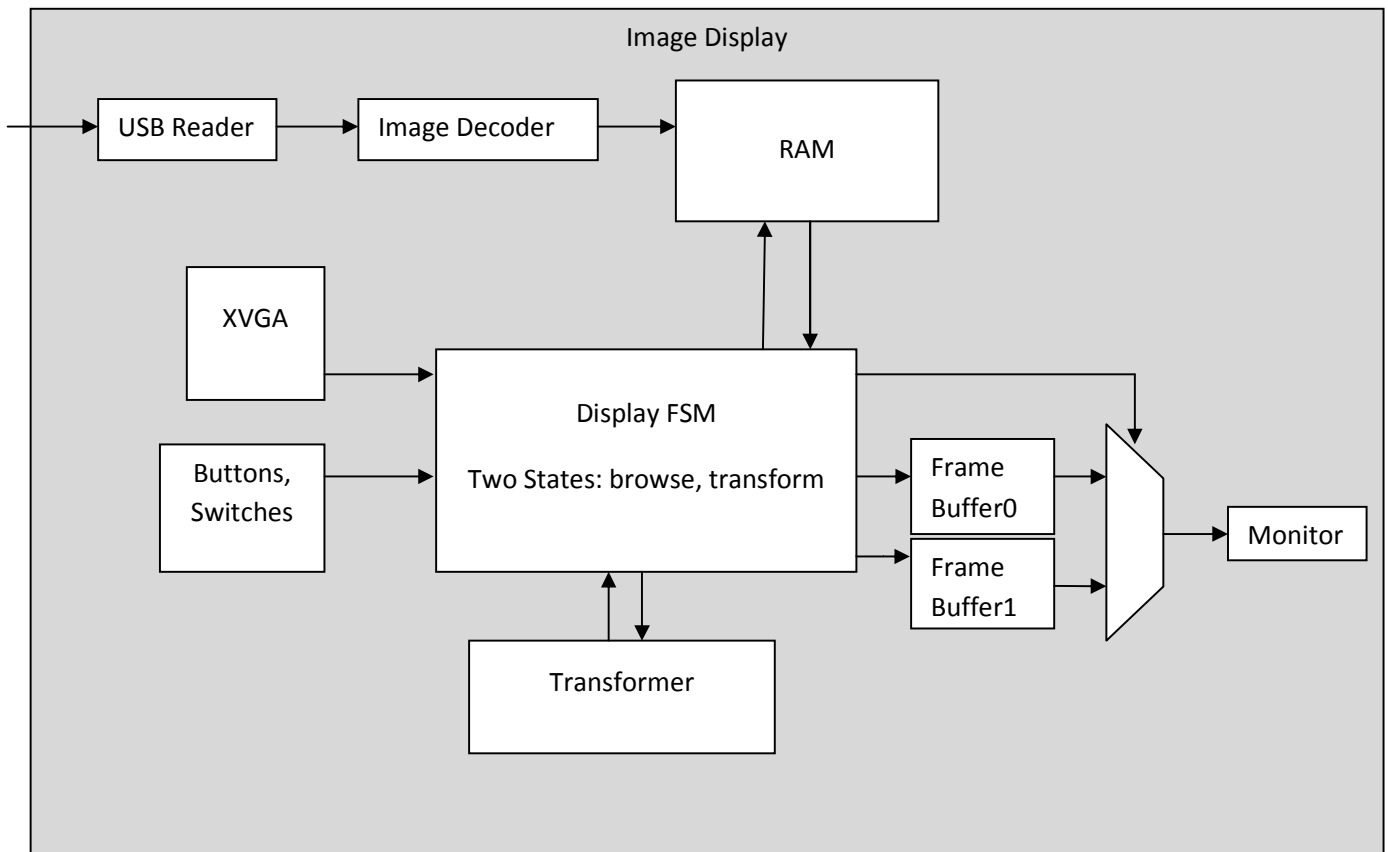 Image Display
USB Reader
Image Decoder
RAM
XVGA
Display FSM
Two States: browse, transform
Buttons,
Switches
Frame
Buffer0
Frame
Buffer1
Monitor
Transformer